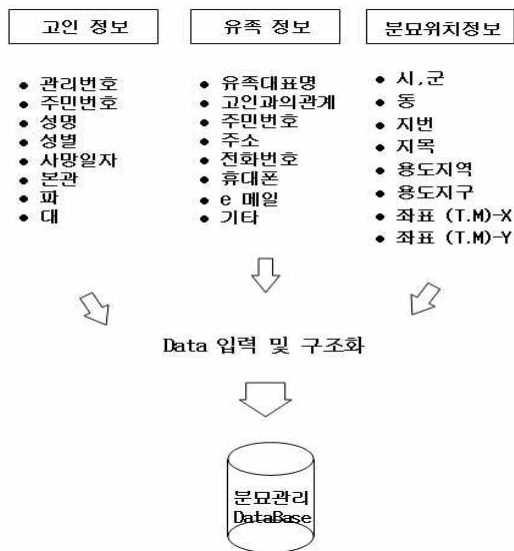 고인 정보
관리번호
주민번호
성명
성별
사망일자
본관
파
대
유족 정보
유족대표명
고인과의관계
주민번호
주소
전화번호
휴대폰
e 메일
기타
분묘위치정보
시,군
동
지번
지목
용도지역
용도지구
좌표 (T.M)-X
좌표 (T.M)-Y
Data 입력 및 구조화
분묘관리
DataBase